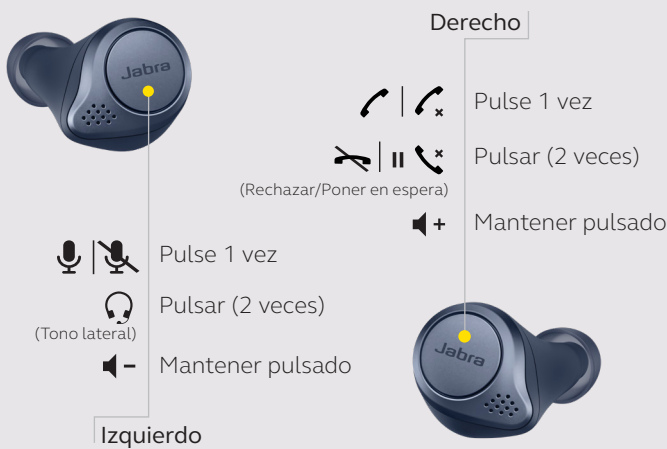 Jabra
Derecho
Pulse 1 vez
Pulsar (2 veces)
(Rechazar/Poner en espera)
Mantener pulsado
Pulse 1 vez
Pulsar (2 veces)
(Tono lateral)
Mantener pulsado
Jabra
Izquierdo